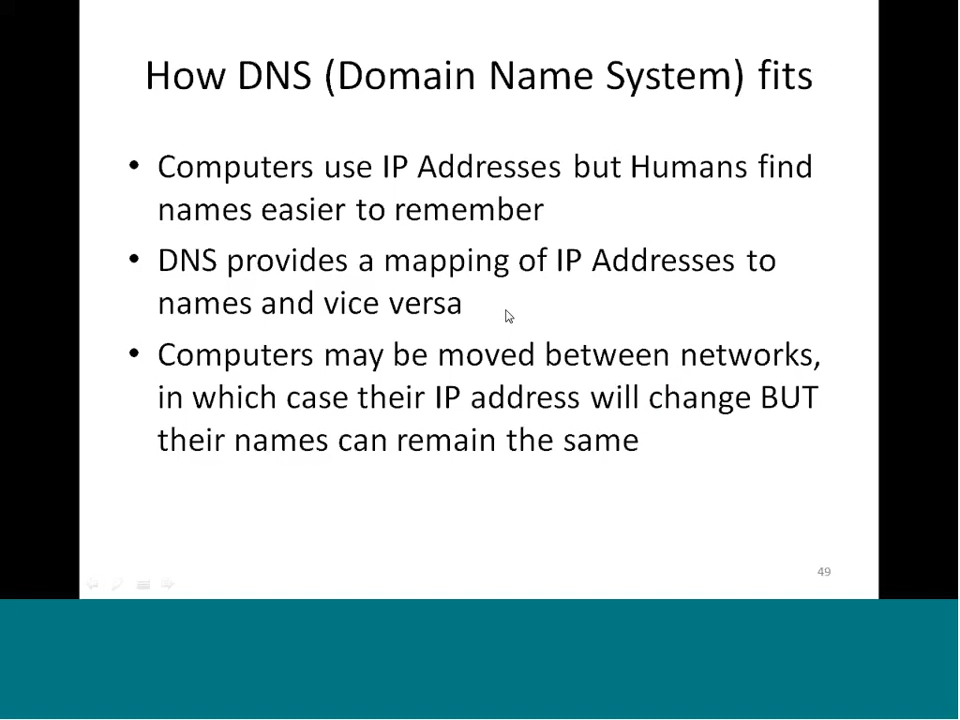 How DNS (Domain Name System) fits
• Computers use IP Addresses but Humans find
names easier to remember
• DNS provides a mapping of IP Addresses to
names and vice versa
• Computers may be moved between networks,
in which case their IP address will change BUT
their names can remain the same
49